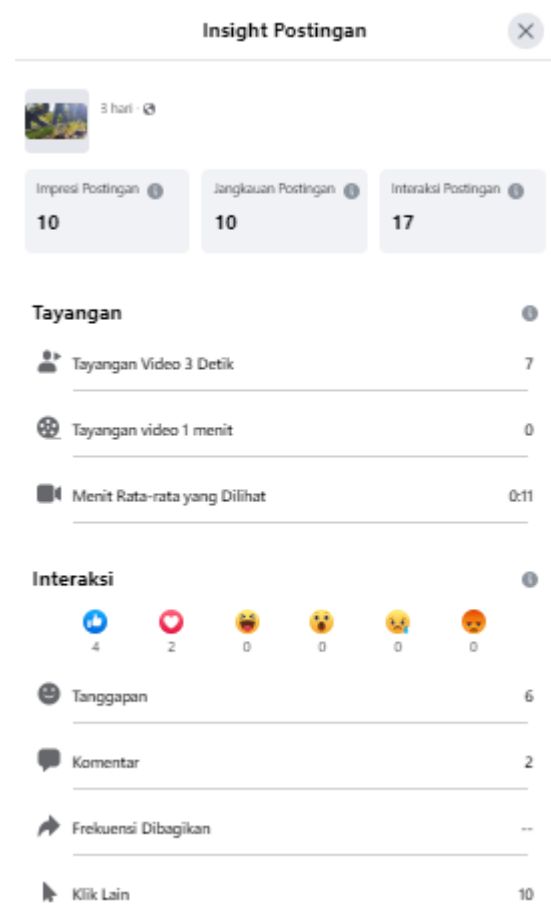 Insight Postingan
3 hari ·
Impresi Postingan
10
Jangkauan Postingan
10
Interaksi Postingan
17
Tayangan
Tayangan Video 3 Detik 7
Tayangan video 1 menit 0
Menit Rata-rata yang Dilihat 0:11
Interaksi
4 2 0 0 0 0
Tanggapan 6
Komentar 2
Frekuensi Dibagikan --
Klik Lain 10